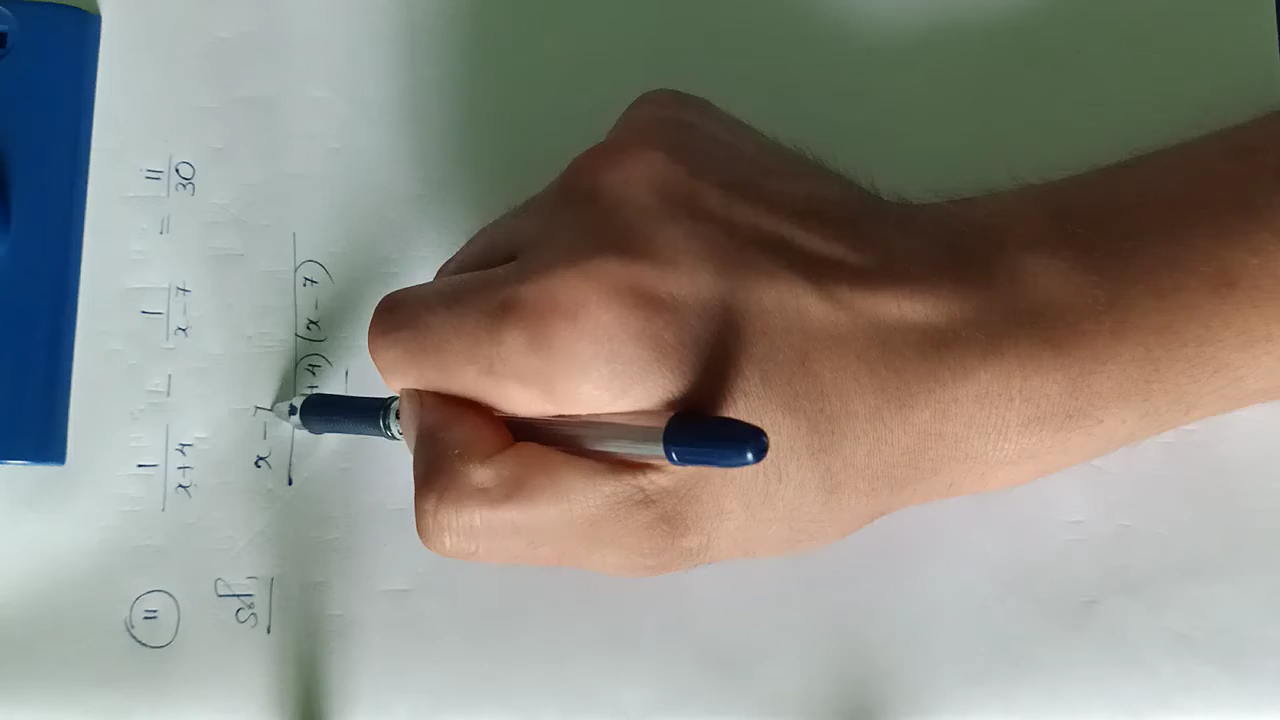 (11) 1/x+4 - 1/x-7 = 11/30
Sol,
x-7
+4)(x-7)